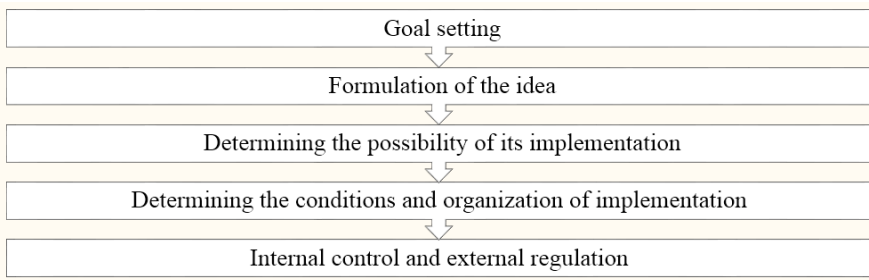 Goal setting
Formulation of the idea
Determining the possibility of its implementation
Determining the conditions and organization of implementation
Internal control and external regulation